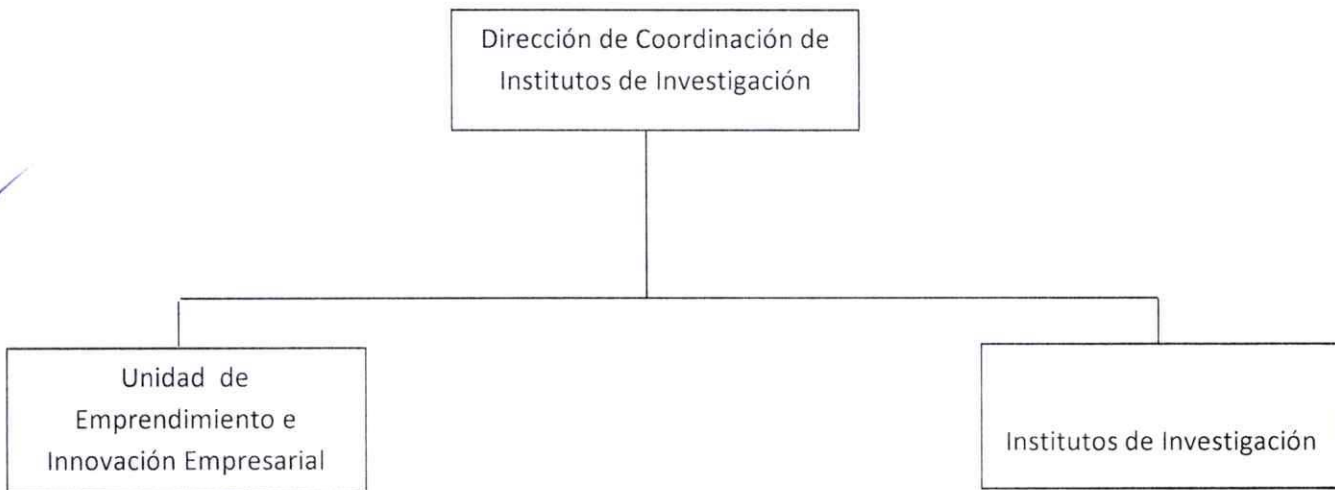 Dirección de Coordinación de
Institutos de Investigación
Unidad de
Emprendimiento e
Innovación Empresarial
Institutos de Investigación